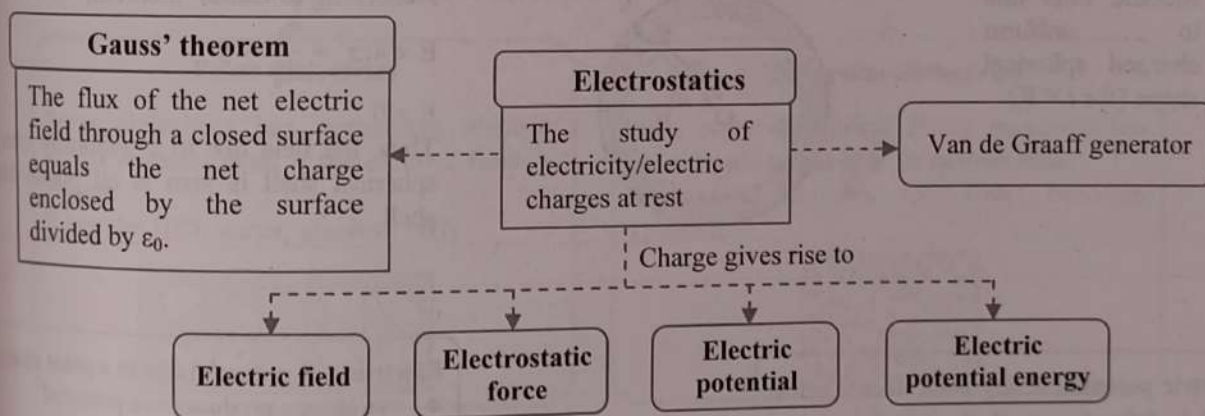 Gauss’ theorem
The flux of the net electric
field through a closed surface
equals the net charge
enclosed by the surface
divided by ε₀.
Electrostatics
The study of
electricity/electric
charges at rest
Van de Graaff generator
Charge gives rise to
Electric field
Electrostatic
force
Electric
potential
Electric
potential energy